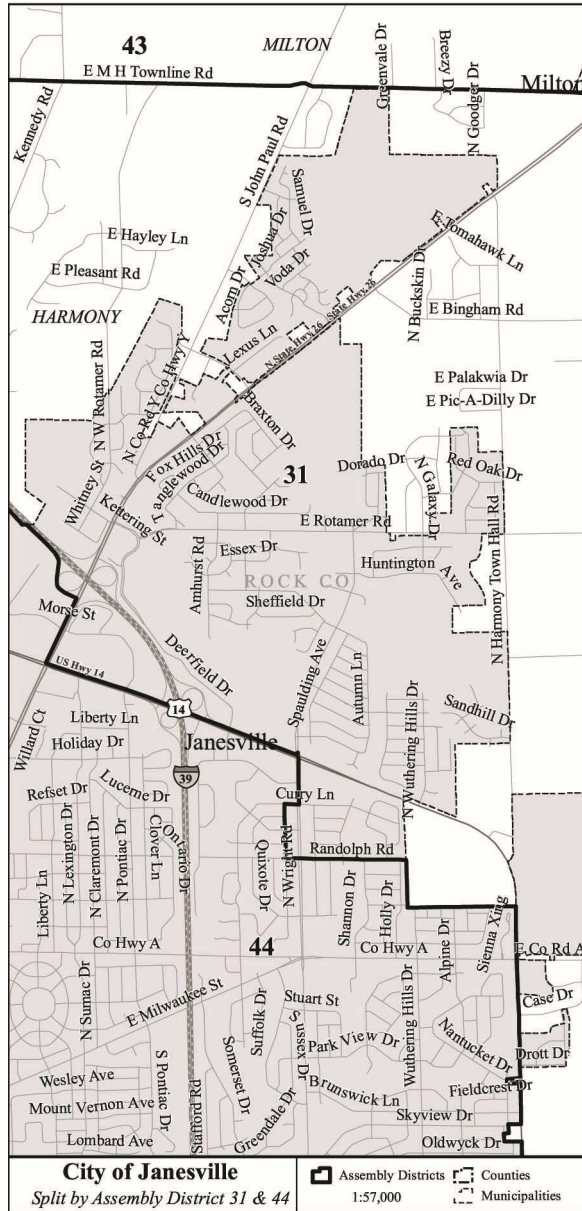 43
MILTON
E M H Townline Rd
Greenvale Dr
Breezy Dr
N Goodger Dr
Milton
Kennedy Rd
S John Paul Rd
Samuel Dr
Joshua Dr
E Hayley Ln
E Tomahawk Ln
E Pleasant Rd
Acorn Dr
Voda Dr
N Buckskin Dr
HARMONY
State Hwy 26
N State Hwy 26
E Bingham Rd
Lexus Ln
N W Rotamer Rd
N Co Rd Y
Co Hwy Y
E Palakwia Dr
E Pic-A-Dilly Dr
Braxton Dr
Fox Hills Dr
31
Whitney St
Tanglewood Dr
Dorado Dr
N Galaxy Dr
Red Oak Dr
Candlewood Dr
Kettering St
E Rotamer Rd
N Harmony Town Hall Rd
Essex Dr
Amhurst Rd
Huntington Ave
ROCK CO
Sheffield Dr
Morse St
Deerfield Dr
US Hwy 14
Spaulding Ave
Autumn Ln
N Wuthering Hills Dr
Sandhill Dr
14
Willard Ct
Liberty Ln
Holiday Dr
Janesville
39
Refset Dr
Lucerne Dr
Curry Ln
N Lexington Dr
N Claremont Dr
N Pontiac Dr
Clover Ln
Ontario Dr
Quixote Dr
N Wright Rd
Randolph Rd
Liberty Ln
Shannon Dr
Holly Dr
Alpine Dr
Sienna Xing
Co Hwy A
44
Co Hwy A
E Co Rd A
N Sumac Dr
E Milwaukee St
Suffolk Dr
Stuart St
Sussex Dr
Case Dr
Park View Dr
Wuthering Hills Dr
Nantucket Dr
Drott Dr
Wesley Ave
S Pontiac Dr
Somerset Dr
Brunswick Ln
Fieldcrest Dr
Mount Vernon Ave
Stafford Rd
Greendale Dr
Skyview Dr
Lombard Ave
Oldwyck Dr
City of Janesville
Split by Assembly District 31 & 44
Assembly Districts
Counties
1:57,000
Municipalities